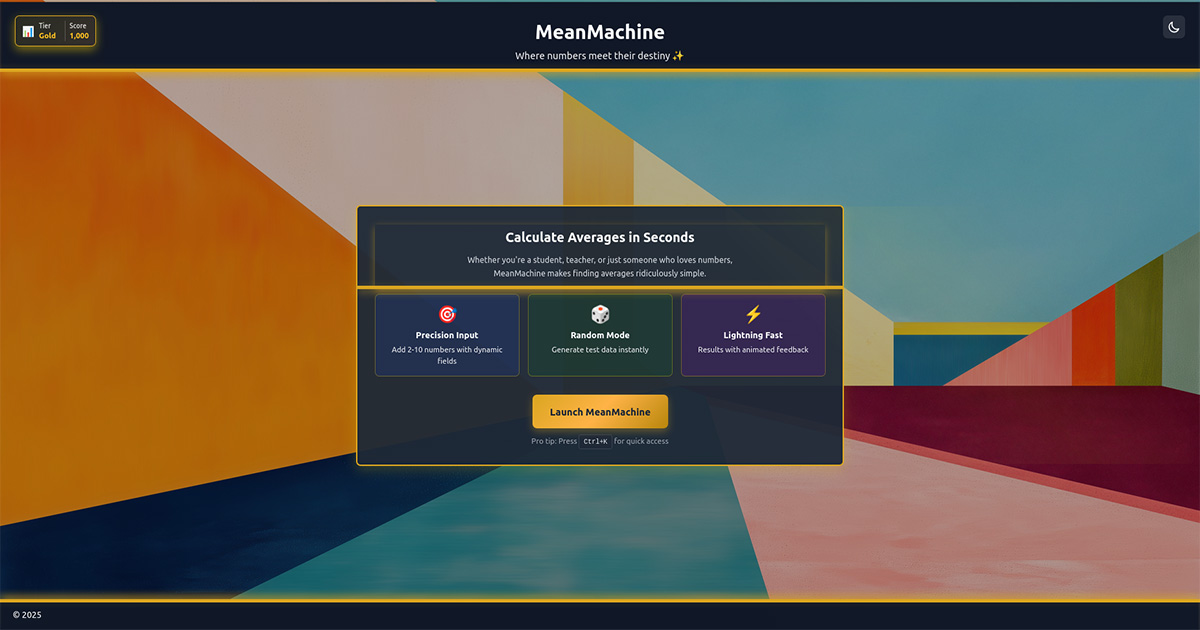 Tier
Gold
Score
1,000
MeanMachine
Where numbers meet their destiny ✨
Calculate Averages in Seconds
Whether you're a student, teacher, or just someone who loves numbers,
MeanMachine makes finding averages ridiculously simple.
Precision Input
Add 2-10 numbers with dynamic
fields
Random Mode
Generate test data instantly
Lightning Fast
Results with animated feedback
Launch MeanMachine
Pro tip: Press Ctrl+K for quick access
© 2025